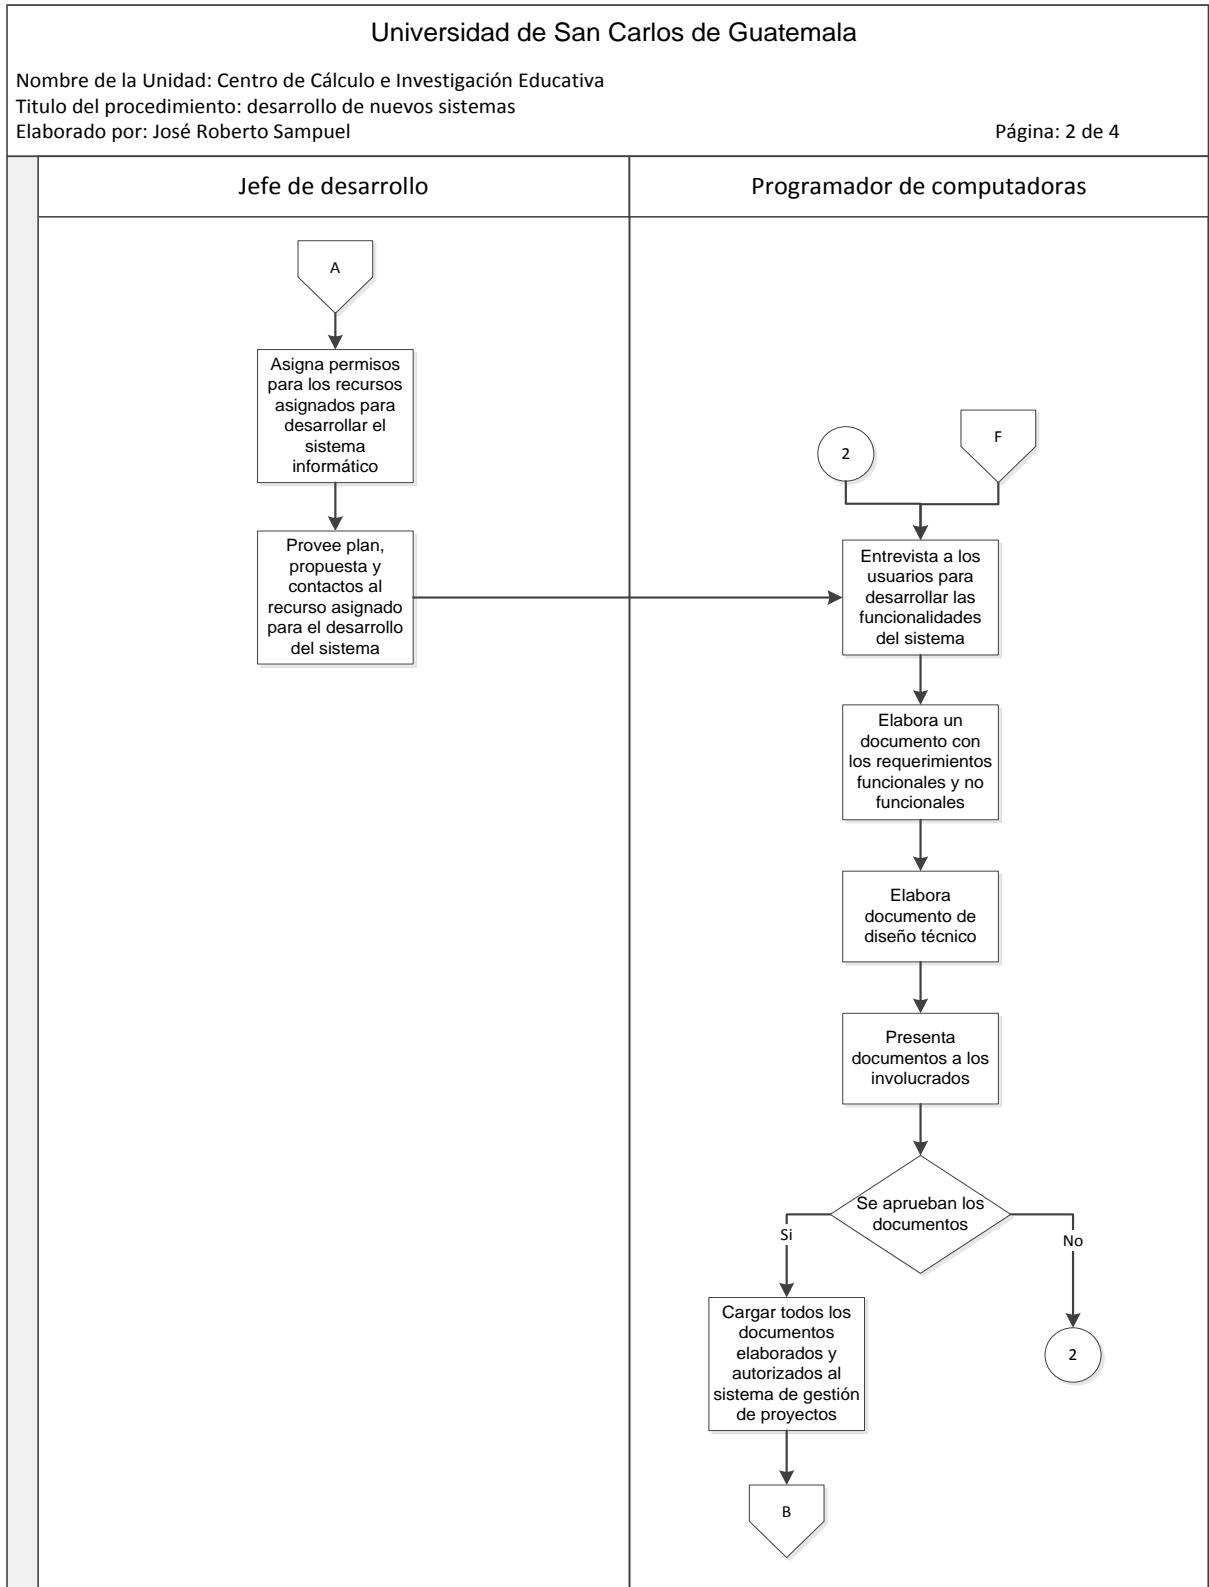 Universidad de San Carlos de Guatemala
Nombre de la Unidad: Centro de Cálculo e Investigación Educativa
Titulo del procedimiento: desarrollo de nuevos sistemas
Elaborado por: José Roberto Sampuel
Página: 2 de 4
Jefe de desarrollo
Programador de computadoras
A
Asigna permisos
para los recursos
asignados para
desarrollar el
sistema
informático
Provee plan,
propuesta y
contactos al
recurso asignado
para el desarrollo
del sistema
2
F
Entrevista a los
usuarios para
desarrollar las
funcionalidades
del sistema
Elabora un
documento con
los requerimientos
funcionales y no
funcionales
Elabora
documento de
diseño técnico
Presenta
documentos a los
involucrados
Se aprueban los
documentos
Si
No
Cargar todos los
documentos
elaborados y
autorizados al
sistema de gestión
de proyectos
2
B